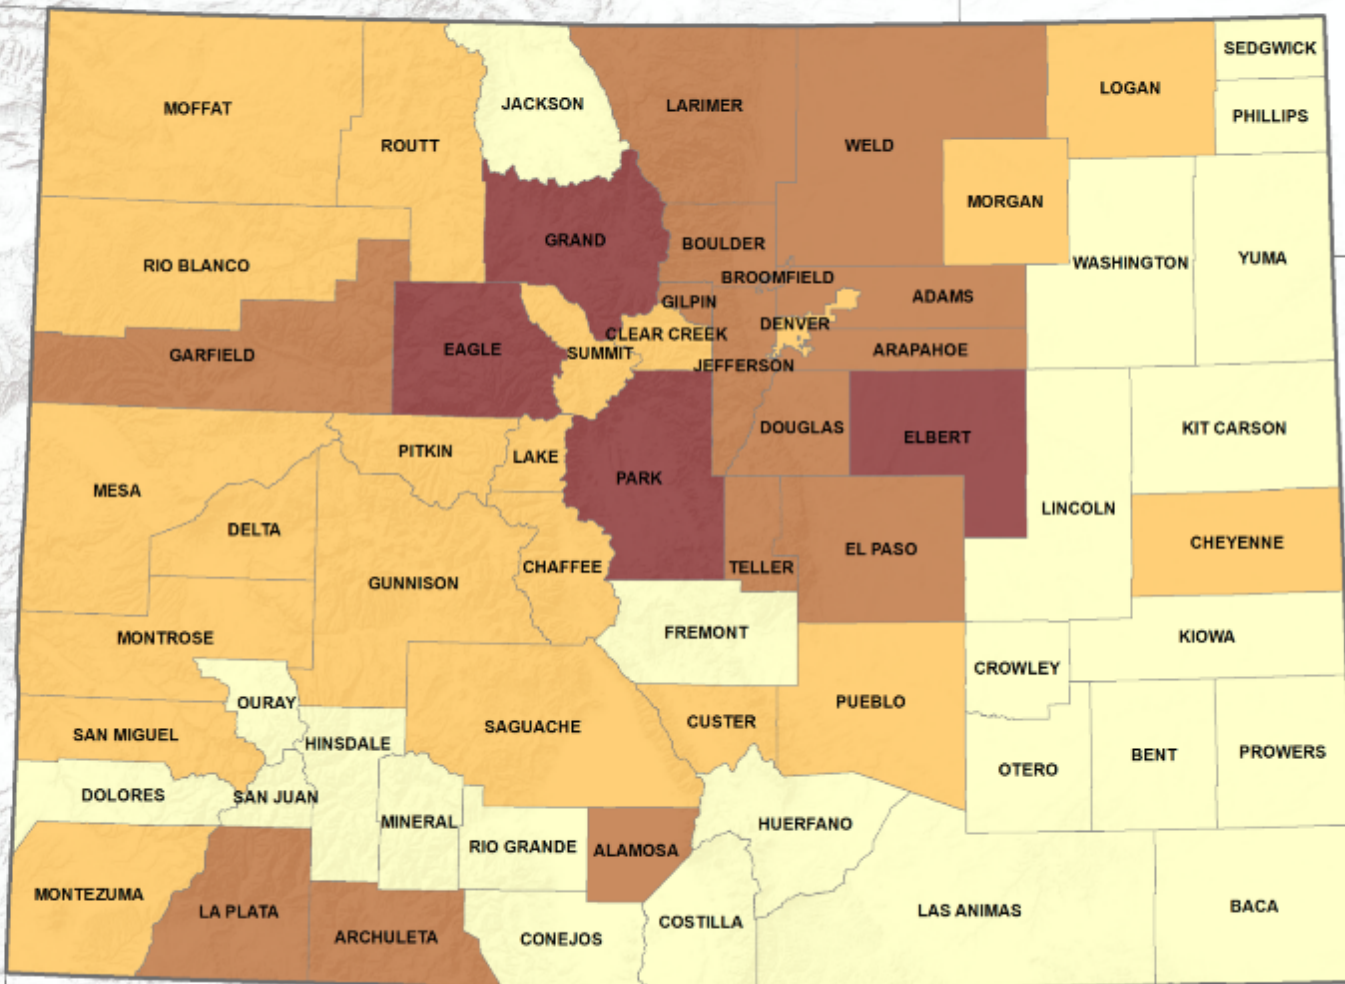 SEDGWICK
LOGAN
MOFFAT
JACKSON
LARIMER
PHILLIPS
ROUTT
WELD
MORGAN
GRAND
BOULDER
YUMA
WASHINGTON
RIO BLANCO
BROOMFIELD
GILPIN
ADAMS
DENVER
CLEAR CREEK
EAGLE
SUMMIT
ARAPAHOE
GARFIELD
JEFFERSON
DOUGLAS
KIT CARSON
ELBERT
PITKIN
LAKE
PARK
MESA
LINCOLN
DELTA
CHEYENNE
EL PASO
CHAFFEE
TELLER
GUNNISON
FREMONT
KIOWA
MONTROSE
CROWLEY
OURAY
PUEBLO
CUSTER
SAGUACHE
SAN MIGUEL
HINSDALE
PROWERS
BENT
OTERO
DOLORES
SAN JUAN
MINERAL
HUERFANO
RIO GRANDE
ALAMOSA
MONTEZUMA
BACA
LA PLATA
LAS ANIMAS
COSTILLA
ARCHULETA
CONEJOS